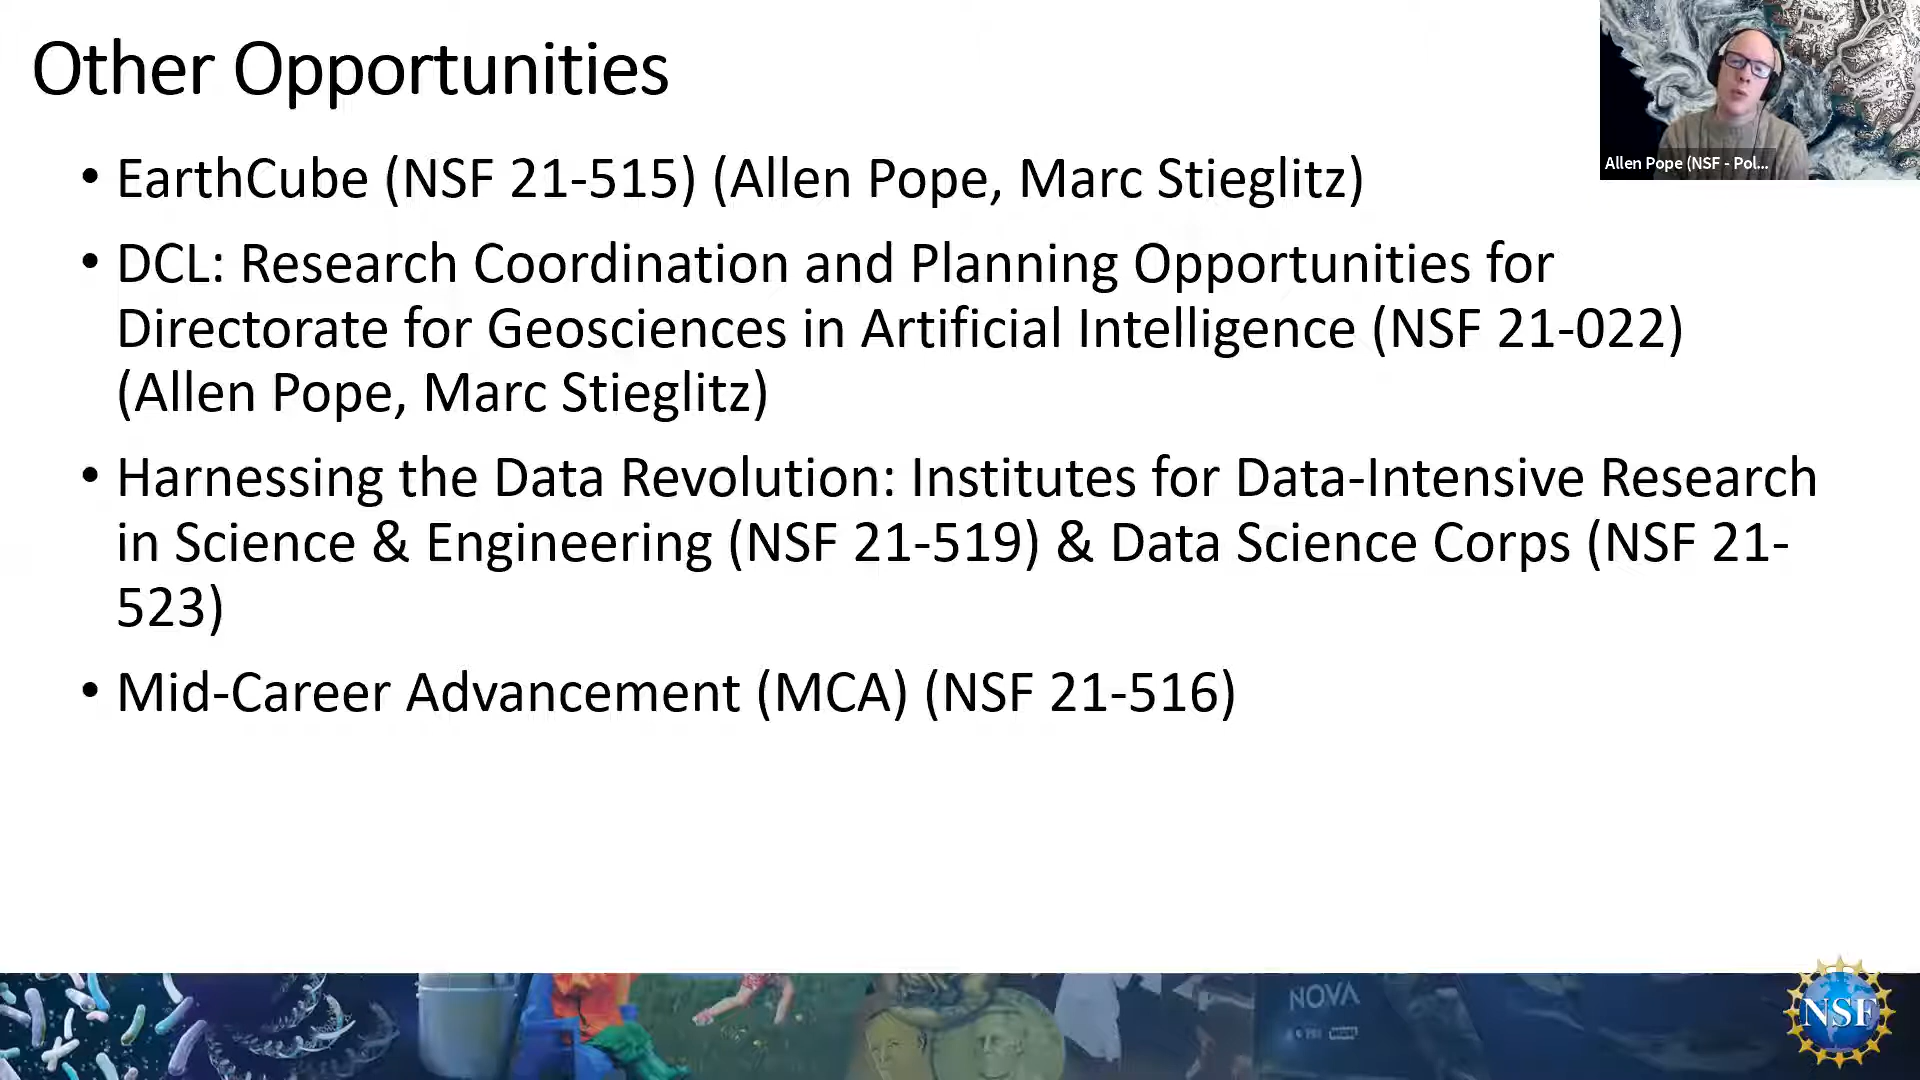 Other Opportunities
Allen Pope (NSF - Pol...
• EarthCube (NSF 21-515) (Allen Pope, Marc Stieglitz)
• DCL: Research Coordination and Planning Opportunities for
Directorate for Geosciences in Artificial Intelligence (NSF 21-022)
(Allen Pope, Marc Stieglitz)
• Harnessing the Data Revolution: Institutes for Data-Intensive Research
in Science & Engineering (NSF 21-519) & Data Science Corps (NSF 21-
523)
• Mid-Career Advancement (MCA) (NSF 21-516)
NOVA
NSF